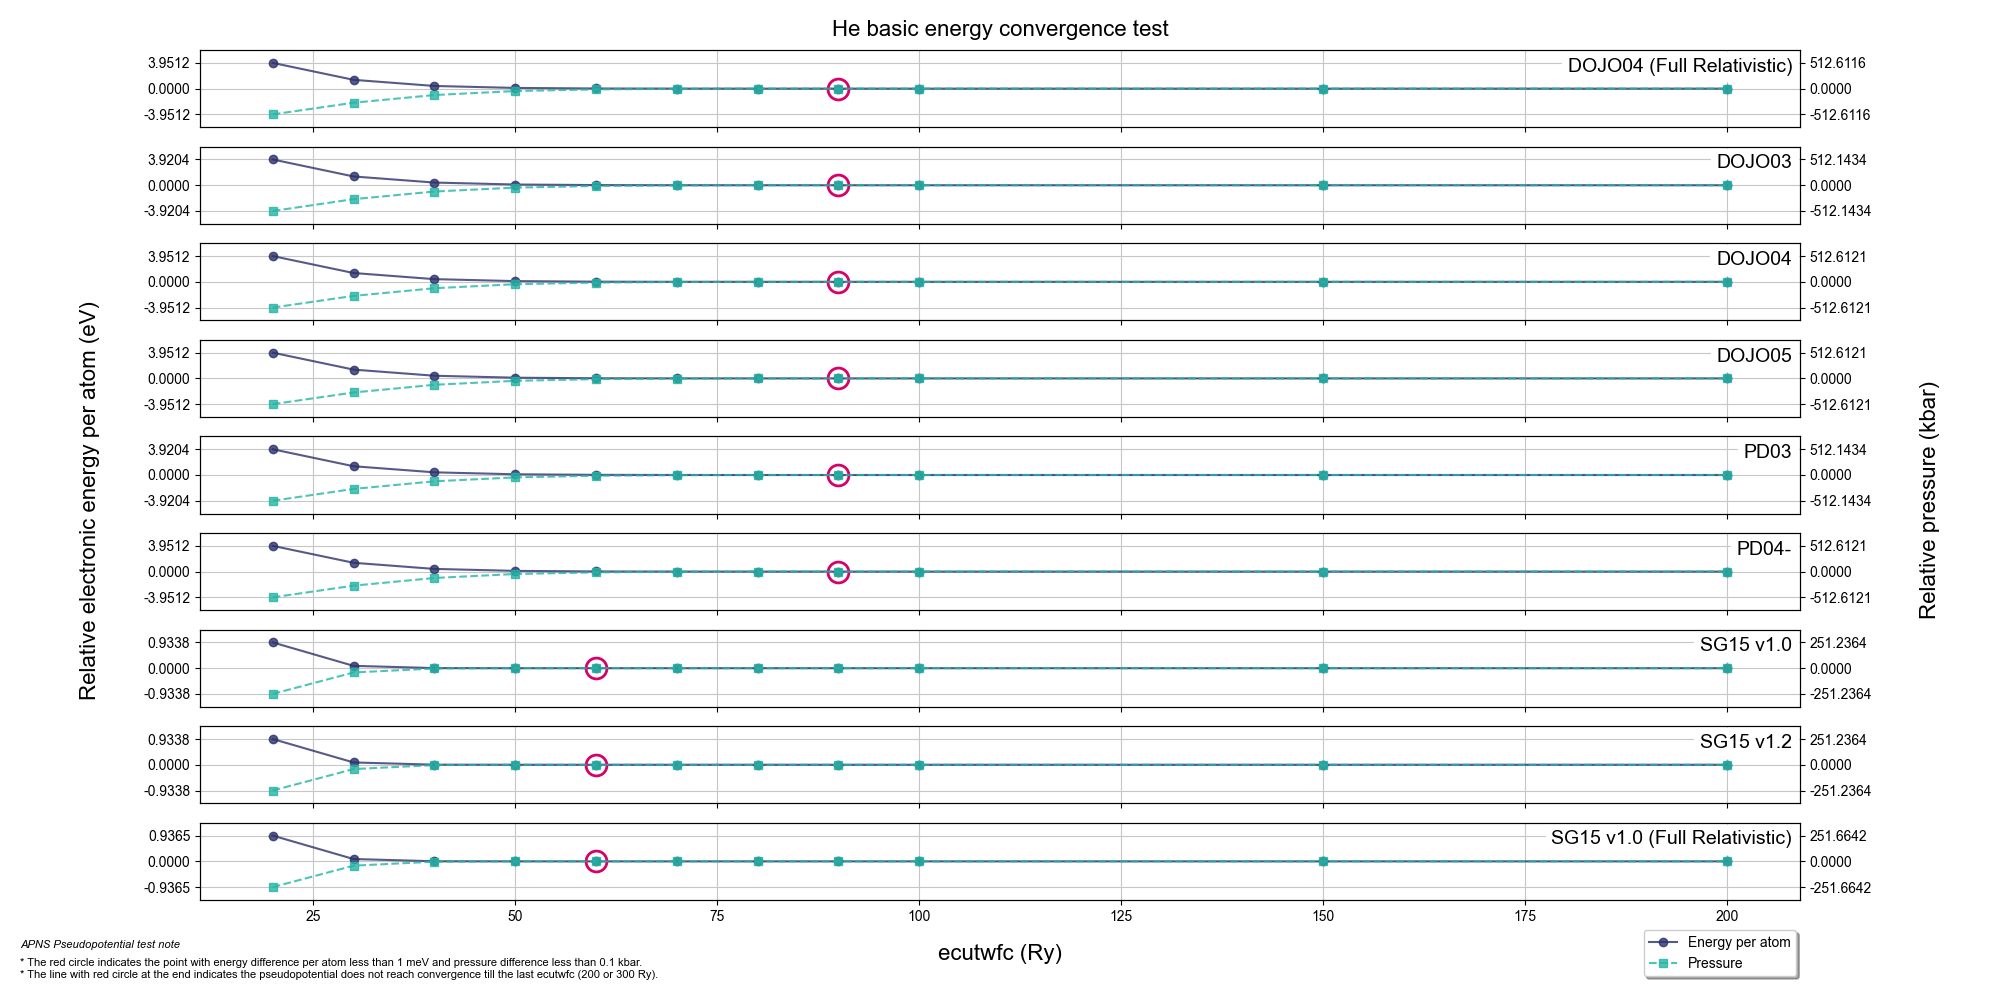 He basic energy convergence test
3.9512
0.0000
-3.9512
DOJO04 (Full Relativistic)
512.6116
0.0000
-512.6116
3.9204
0.0000
-3.9204
DOJO03
512.1434
0.0000
-512.1434
3.9512
0.0000
-3.9512
DOJO04
512.6121
0.0000
-512.6121
3.9512
0.0000
-3.9512
DOJO05
512.6121
0.0000
-512.6121
3.9204
0.0000
-3.9204
PD03
512.1434
0.0000
-512.1434
3.9512
0.0000
-3.9512
PD04-
512.6121
0.0000
-512.6121
0.9338
0.0000
-0.9338
SG15 v1.0
251.2364
0.0000
-251.2364
0.9338
0.0000
-0.9338
SG15 v1.2
251.2364
0.0000
-251.2364
0.9365
0.0000
-0.9365
SG15 v1.0 (Full Relativistic)
251.6642
0.0000
-251.6642
Relative electronic energy per atom (eV)
Relative pressure (kbar)
25 50 75 100 125 150 175 200
ecutwfc (Ry)
Energy per atom
Pressure
APNS Pseudopotential test note
* The red circle indicates the point with energy difference per atom less than 1 meV and pressure difference less than 0.1 kbar.
* The line with red circle at the end indicates the pseudopotential does not reach convergence till the last ecutwfc (200 or 300 Ry).